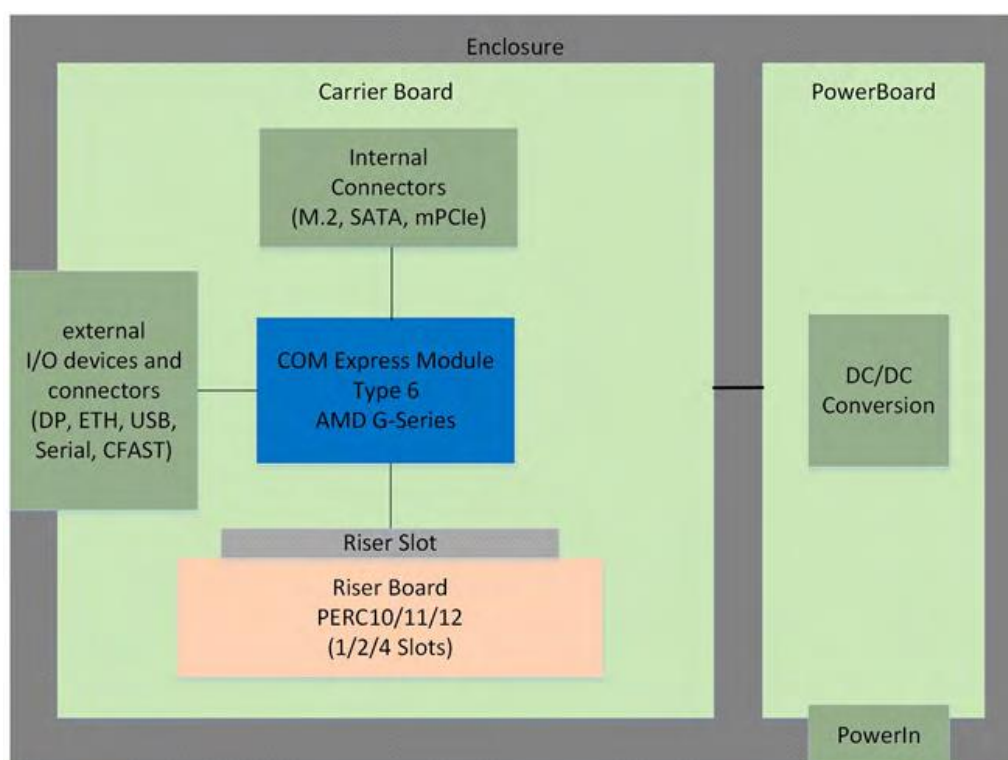 Enclosure
Carrier Board
Internal
Connectors
(M.2, SATA, mPCIe)
external
I/O devices and
connectors
(DP, ETH, USB,
Serial, CFAST)
COM Express Module
Type 6
AMD G-Series
Riser Slot
Riser Board
PERC10/11/12
(1/2/4 Slots)
PowerBoard
DC/DC
Conversion
PowerIn